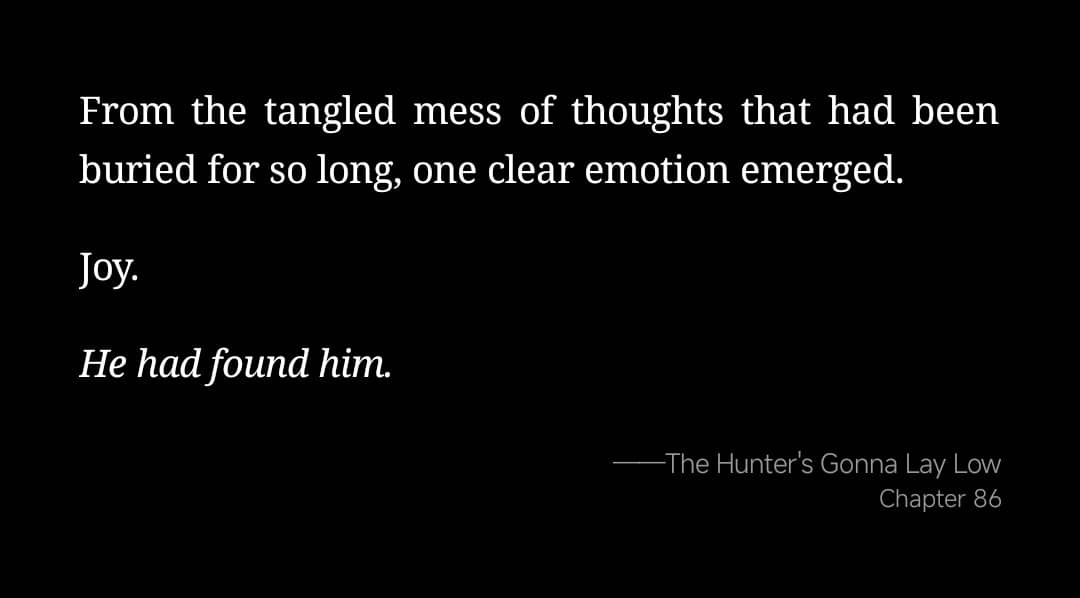 From the tangled mess of thoughts that had been
buried for so long, one clear emotion emerged.
Joy.
He had found him.
——The Hunter's Gonna Lay Low
Chapter 86